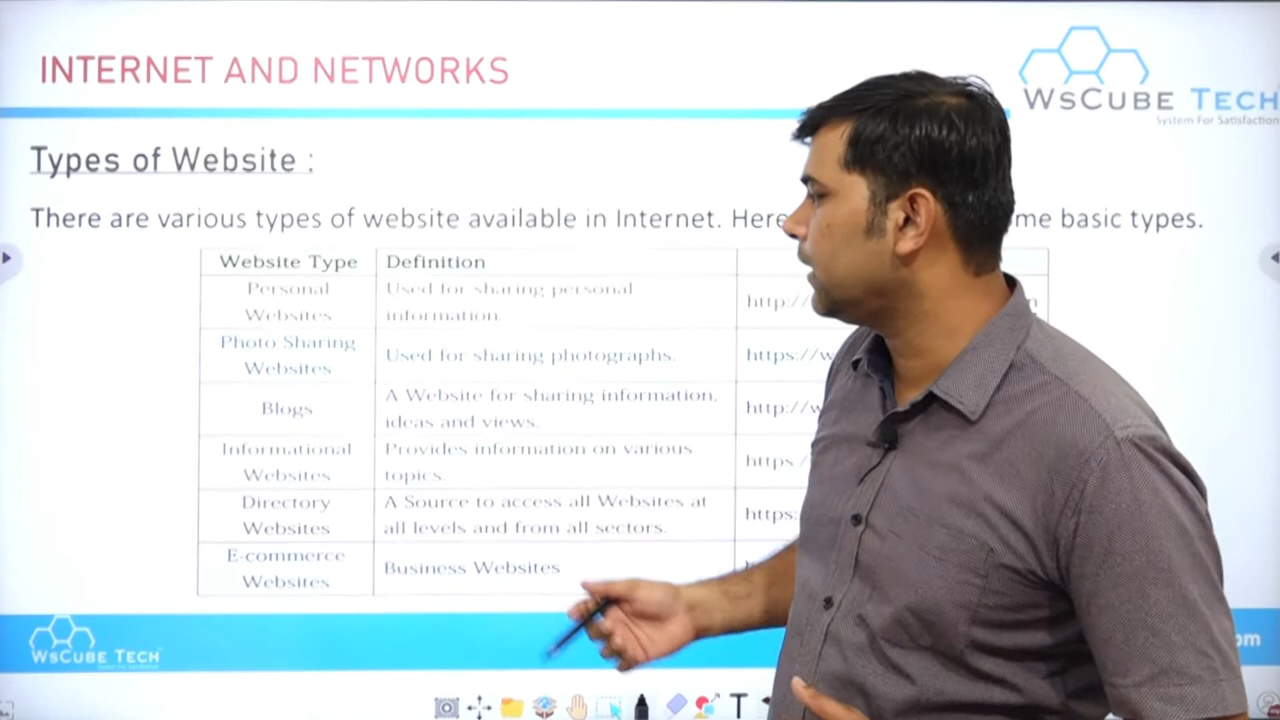 INTERNET AND NETWORKS
WSCUBE TECH
System For Satisfaction
Types of Website :
There are various types of website available in Internet. Here me basic types.
Website Type Definition
Personal Websites Used for sharing personal information. http:// n
Photo Sharing Websites Used for sharing photographs. https://w
Blogs A Website for sharing information, ideas and views. http://w
Informational Websites Provides information on various topics. https:/
Directory Websites A Source to access all Websites at all levels and from all sectors. https:
E-commerce Websites Business Websites
WSCUBE TECH
System For Satisfaction
om
T